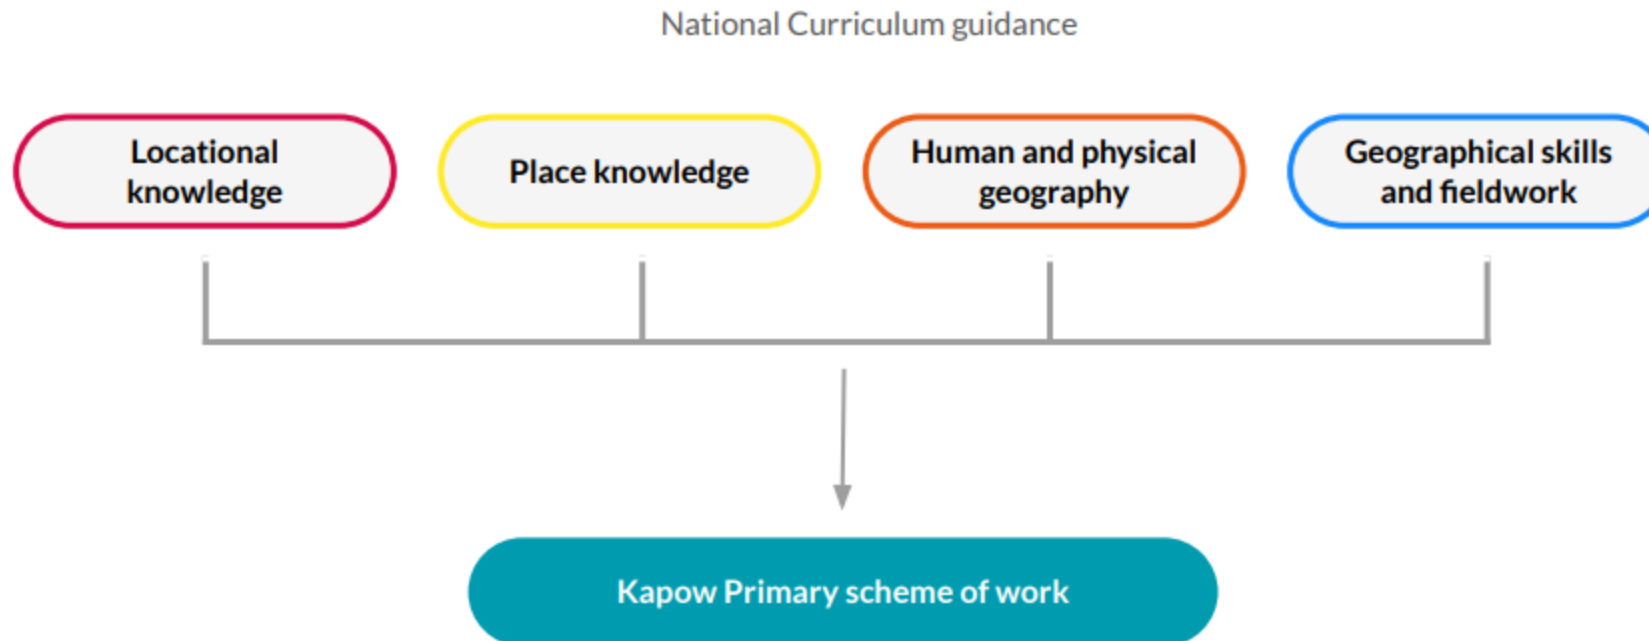 National Curriculum guidance
Locational
knowledge
Place knowledge
Human and physical
geography
Geographical skills
and fieldwork
Kapow Primary scheme of work